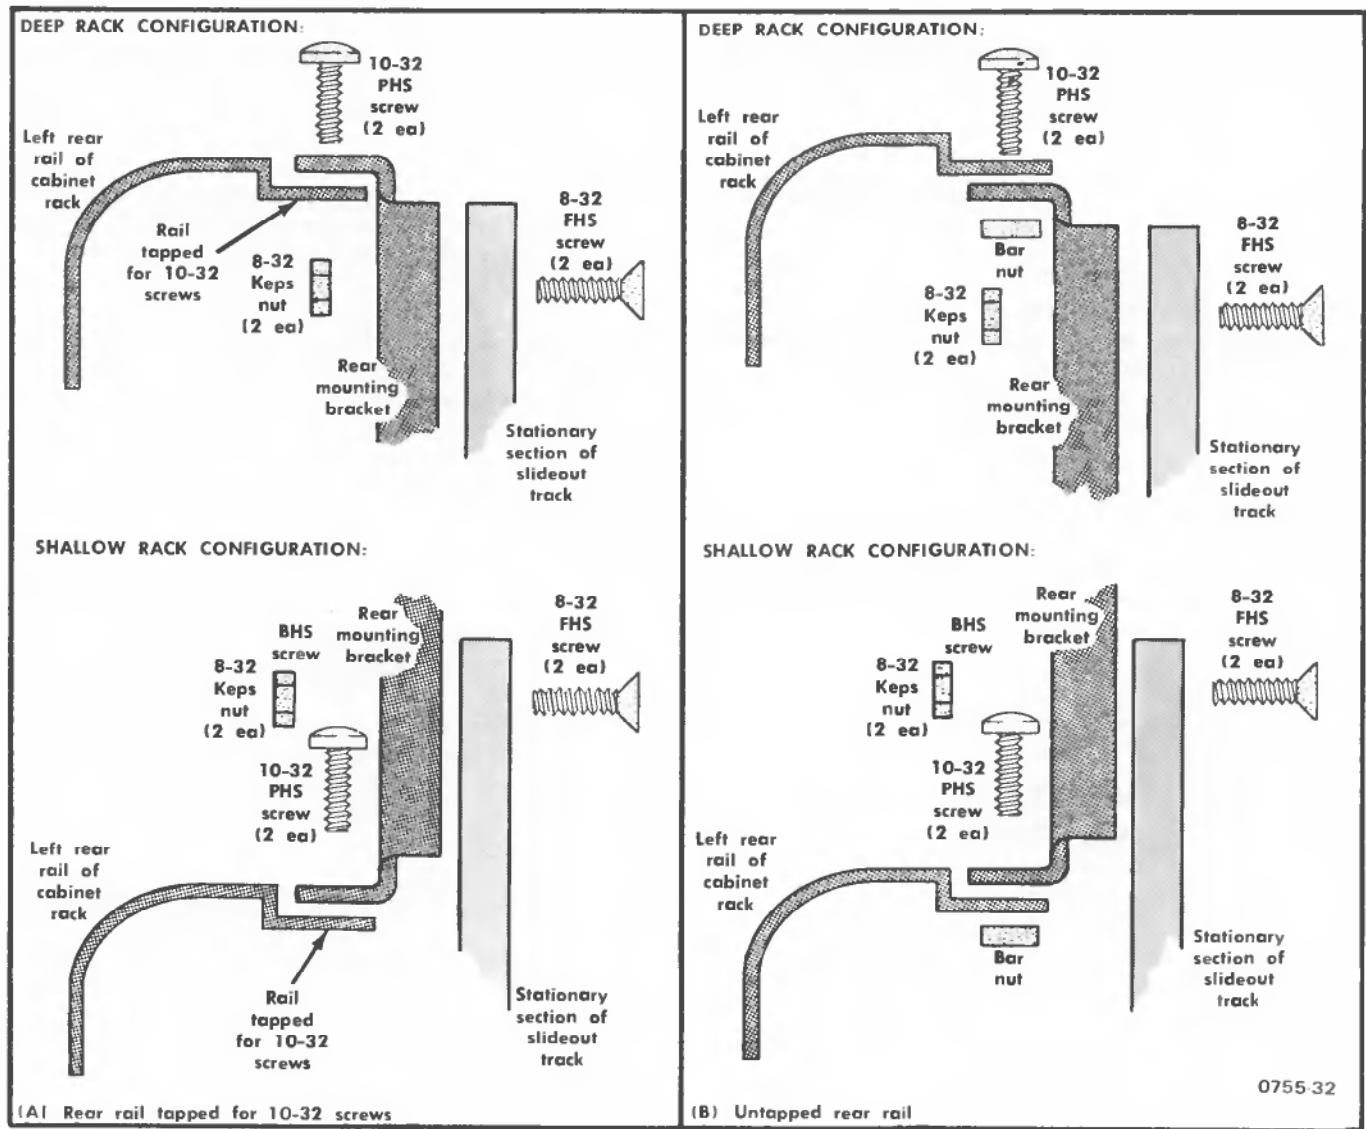 DEEP RACK CONFIGURATION:
10-32
PHS
screw
(2 ea)
Left rear
rail of
cabinet
rack
Rail
tapped
for 10-32
screws
8-32
Keps
nut
(2 ea)
8-32
FHS
screw
(2 ea)
Rear
mounting
bracket
Stationary
section of
slideout
track
SHALLOW RACK CONFIGURATION:
BHS
screw
Rear
mounting
bracket
8-32
FHS
screw
(2 ea)
8-32
Keps
nut
(2 ea)
10-32
PHS
screw
(2 ea)
Left rear
rail of
cabinet
rack
Rail
tapped
for 10-32
screws
Stationary
section of
slideout
track
(A) Rear rail tapped for 10-32 screws
DEEP RACK CONFIGURATION:
10-32
PHS
screw
(2 ea)
Left rear
rail of
cabinet
rack
Bar
nut
8-32
Keps
nut
(2 ea)
8-32
FHS
screw
(2 ea)
Rear
mounting
bracket
Stationary
section of
slideout
track
SHALLOW RACK CONFIGURATION:
BHS
screw
Rear
mounting
bracket
8-32
FHS
screw
(2 ea)
8-32
Keps
nut
(2 ea)
10-32
PHS
screw
(2 ea)
Left rear
rail of
cabinet
rack
Bar
nut
Stationary
section of
slideout
track
0755-32
(B) Untapped rear rail